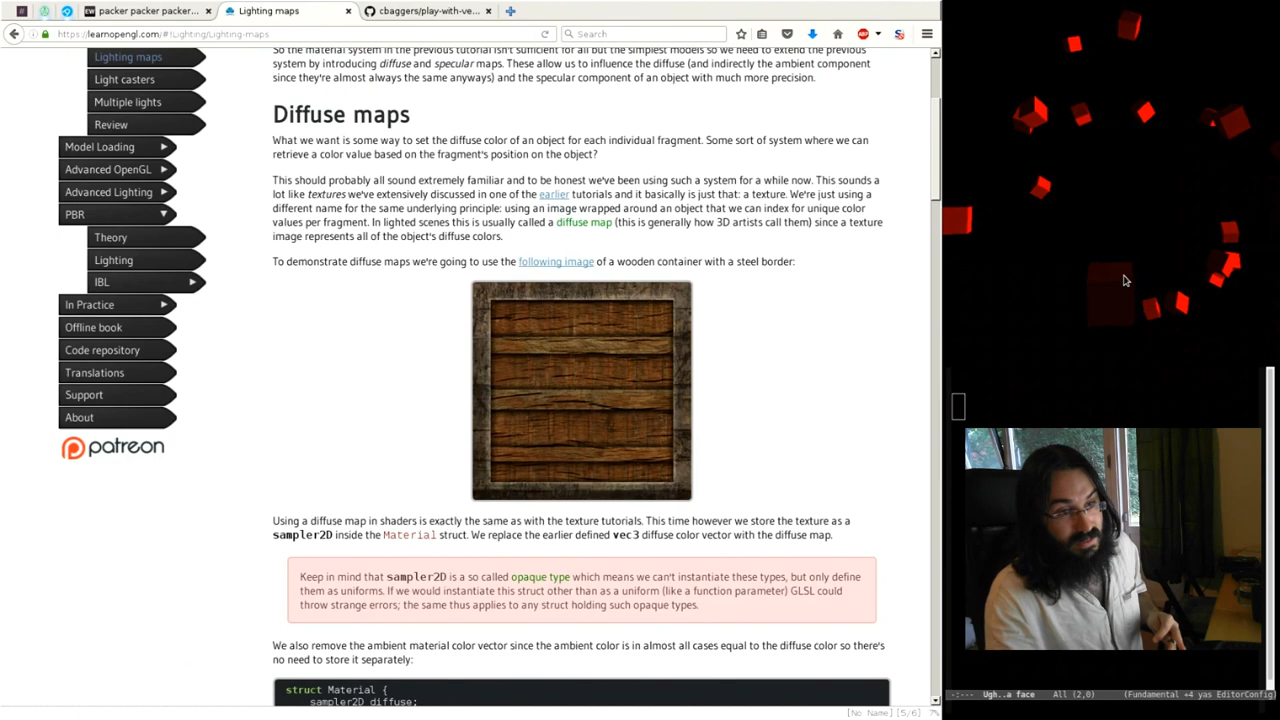 packer packer packer...
Lighting maps
cbaggers/play-with-ve...
https://learnopengl.com/#!Lighting/Lighting-maps
Search
Lighting maps
Light casters
Multiple lights
Review
Model Loading
Advanced OpenGL
Advanced Lighting
PBR
Theory
Lighting
IBL
In Practice
Offline book
Code repository
Translations
Support
About
patreon
So the material system in the previous tutorial isn't sufficient for all but the simplest models so we need to extend the previous
system by introducing diffuse and specular maps. These allow us to influence the diffuse (and indirectly the ambient component
since they're almost always the same anyways) and the specular component of an object with much more precision.
Diffuse maps
What we want is some way to set the diffuse color of an object for each individual fragment. Some sort of system where we can
retrieve a color value based on the fragment's position on the object?
This should probably all sound extremely familiar and to be honest we've been using such a system for a while now. This sounds a
lot like textures we've extensively discussed in one of the earlier tutorials and it basically is just that: a texture. We're just using a
different name for the same underlying principle: using an image wrapped around an object that we can index for unique color
values per fragment. In lighted scenes this is usually called a diffuse map (this is generally how 3D artists call them) since a texture
image represents all of the object's diffuse colors.
To demonstrate diffuse maps we're going to use the following image of a wooden container with a steel border:
Using a diffuse map in shaders is exactly the same as with the texture tutorials. This time however we store the texture as a
sampler2D inside the Material struct. We replace the earlier defined vec3 diffuse color vector with the diffuse map.
Keep in mind that sampler2D is a so called opaque type which means we can't instantiate these types, but only define
them as uniforms. If we would instantiate this struct other than as a uniform (like a function parameter) GLSL could
throw strange errors; the same thus applies to any struct holding such opaque types.
We also remove the ambient material color vector since the ambient color is in almost all cases equal to the diffuse color so there's
no need to store it separately:
struct Material {
sampler2D diffuse;
[No Name] [5/6] 7%
-:--- Ugh..a face All (2,0) (Fundamental +4 yas EditorConfig)